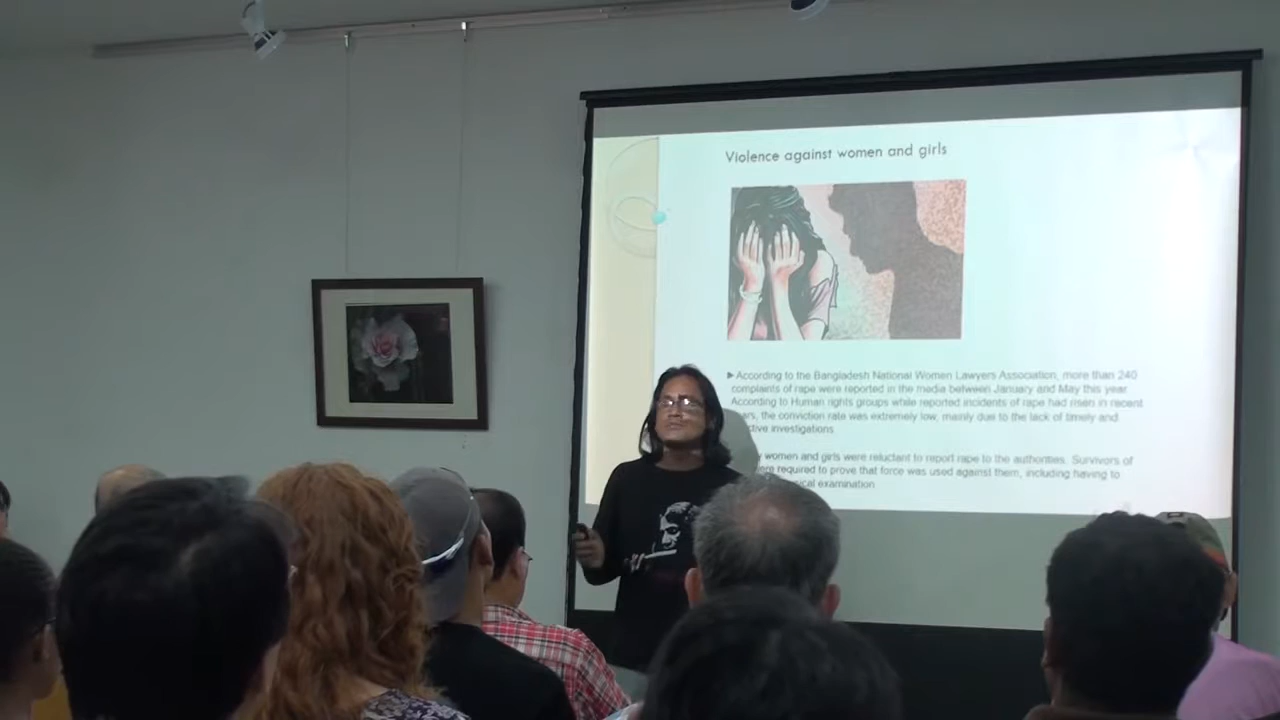 Violence against women and girls
►According to the Bangladesh National Women Lawyers Association, more than 240
complaints of rape were reported in the media between January and May this year.
According to Human rights groups while reported incidents of rape had risen in recent
ears, the conviction rate was extremely low, mainly due to the lack of timely and
ctive investigations
y women and girls were reluctant to report rape to the authorities. Survivors of
ere required to prove that force was used against them, including having to
sical examination